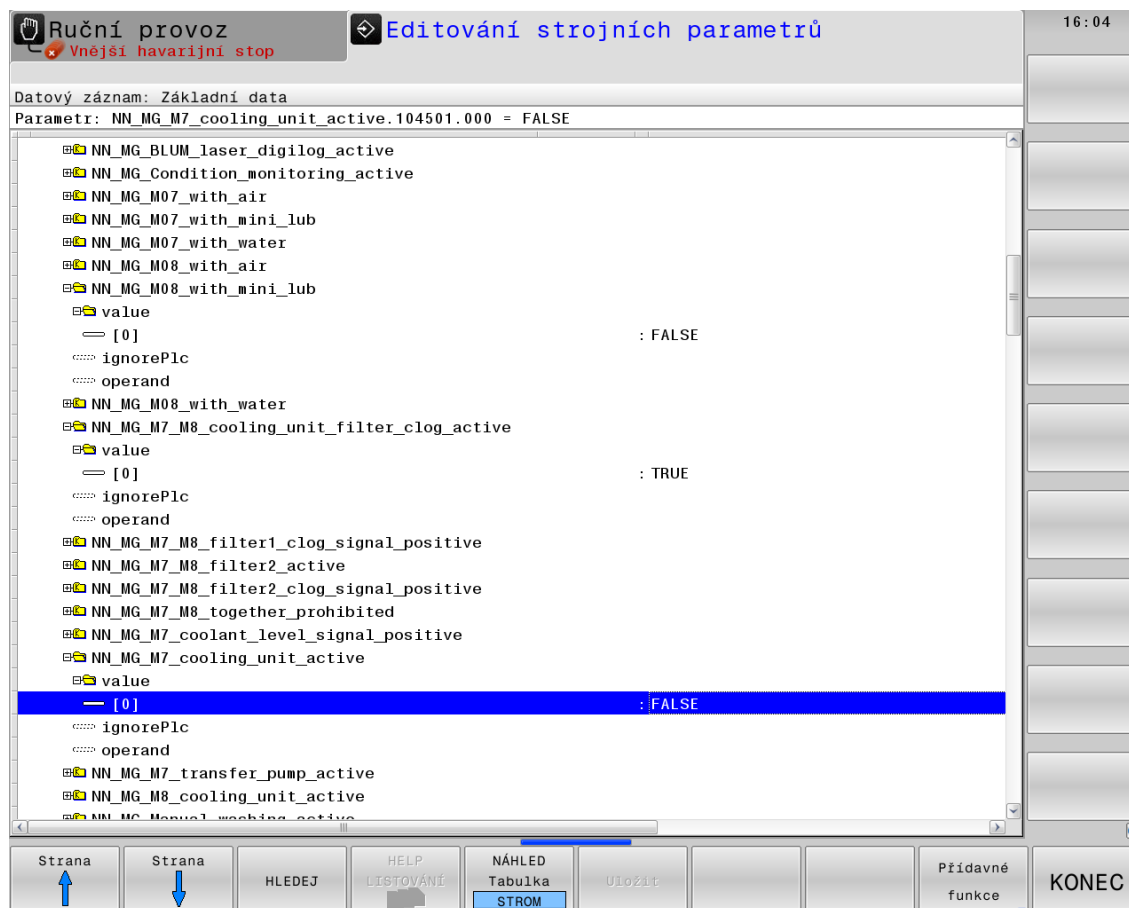 Ruční provoz
Vnější havarijní stop
Editování strojních parametrů
16:04
Datový záznam: Základní data
Parametr: NN_MG_M7_cooling_unit_active.104501.000 = FALSE
NN_MG_BLUM_laser_digilog_active
NN_MG_Condition_monitoring_active
NN_MG_M07_with_air
NN_MG_M07_with_mini_lub
NN_MG_M07_with_water
NN_MG_M08_with_air
NN_MG_M08_with_mini_lub
value
[0] : FALSE
ignorePlc
operand
NN_MG_M08_with_water
NN_MG_M7_M8_cooling_unit_filter_clog_active
value
[0] : TRUE
ignorePlc
operand
NN_MG_M7_M8_filter1_clog_signal_positive
NN_MG_M7_M8_filter2_active
NN_MG_M7_M8_filter2_clog_signal_positive
NN_MG_M7_M8_together_prohibited
NN_MG_M7_coolant_level_signal_positive
NN_MG_M7_cooling_unit_active
value
[0] : FALSE
ignorePlc
operand
NN_MG_M7_transfer_pump_active
NN_MG_M8_cooling_unit_active
NN_MG_Manual_washing_active
Strana
Strana
HLEDEJ
HELP
LISTOVÁNÍ
NÁHLED
Tabulka
STROM
Uložit
Přídavné
funkce
KONEC